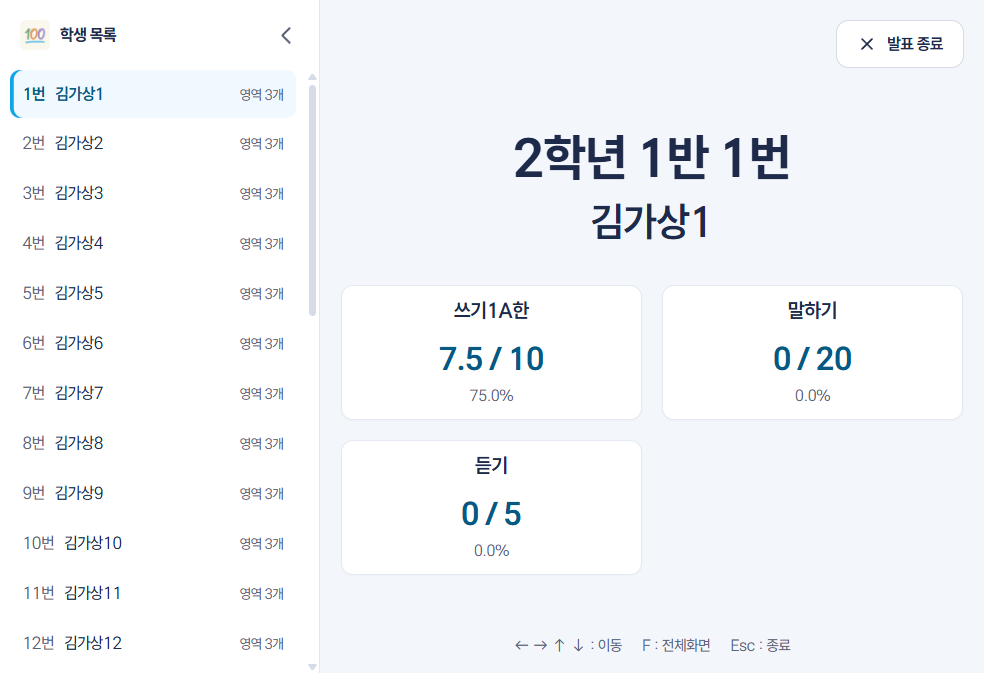 💯 학생 목록
1번 김가상1 영역 3개
2번 김가상2 영역 3개
3번 김가상3 영역 3개
4번 김가상4 영역 3개
5번 김가상5 영역 3개
6번 김가상6 영역 3개
7번 김가상7 영역 3개
8번 김가상8 영역 3개
9번 김가상9 영역 3개
10번 김가상10 영역 3개
11번 김가상11 영역 3개
12번 김가상12 영역 3개
✕ 발표 종료
2학년 1반 1번
김가상1
쓰기1A한
7.5 / 10
75.0%
말하기
0 / 20
0.0%
듣기
0 / 5
0.0%
← → ↑ ↓ : 이동 F : 전체화면 Esc : 종료